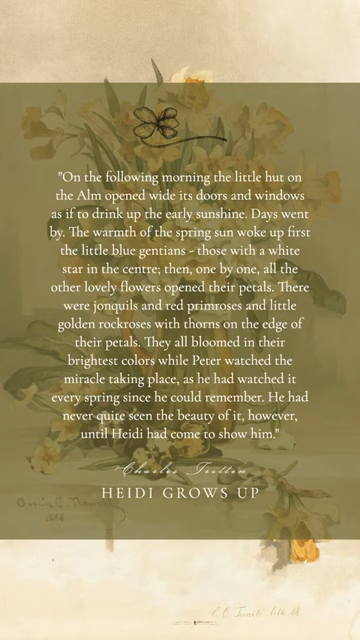 "On the following morning the little hut on
the Alm opened wide its doors and windows
as if to drink up the early sunshine. Days went
by. The warmth of the spring sun woke up first
the little blue gentians - those with a white
star in the centre; then, one by one, all the
other lovely flowers opened their petals. There
were jonquils and red primroses and little
golden rockroses with thorns on the edge of
their petals. They all bloomed in their
brightest colors while Peter watched the
miracle taking place, as he had watched it
every spring since he could remember. He had
never quite seen the beauty of it, however,
until Heidi had come to show him."
Charles Tritten
HEIDI GROWS UP